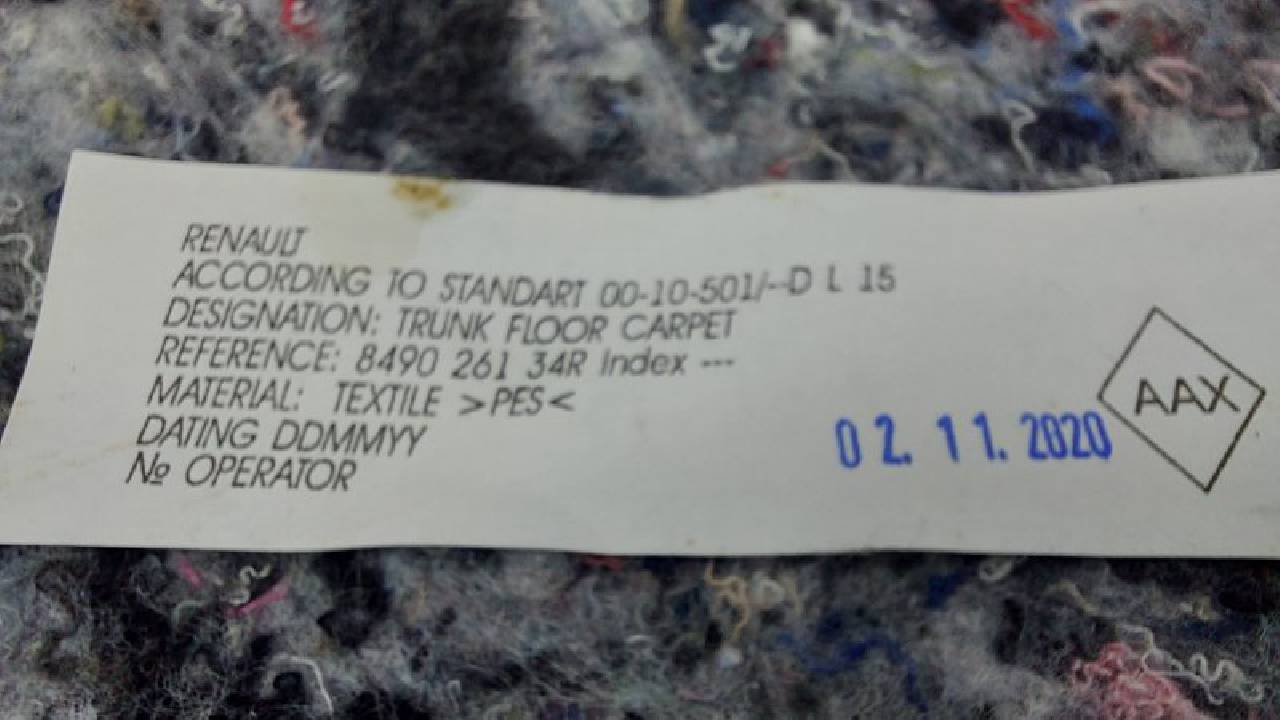 RENAULT
ACCORDING TO STANDART 00-10-501/--D L 15
DESIGNATION: TRUNK FLOOR CARPET
REFERENCE: 8490 261 34R Index ---
MATERIAL: TEXTILE >PES<
DATING DDMMYY
№ OPERATOR
02.11.2020
AAX